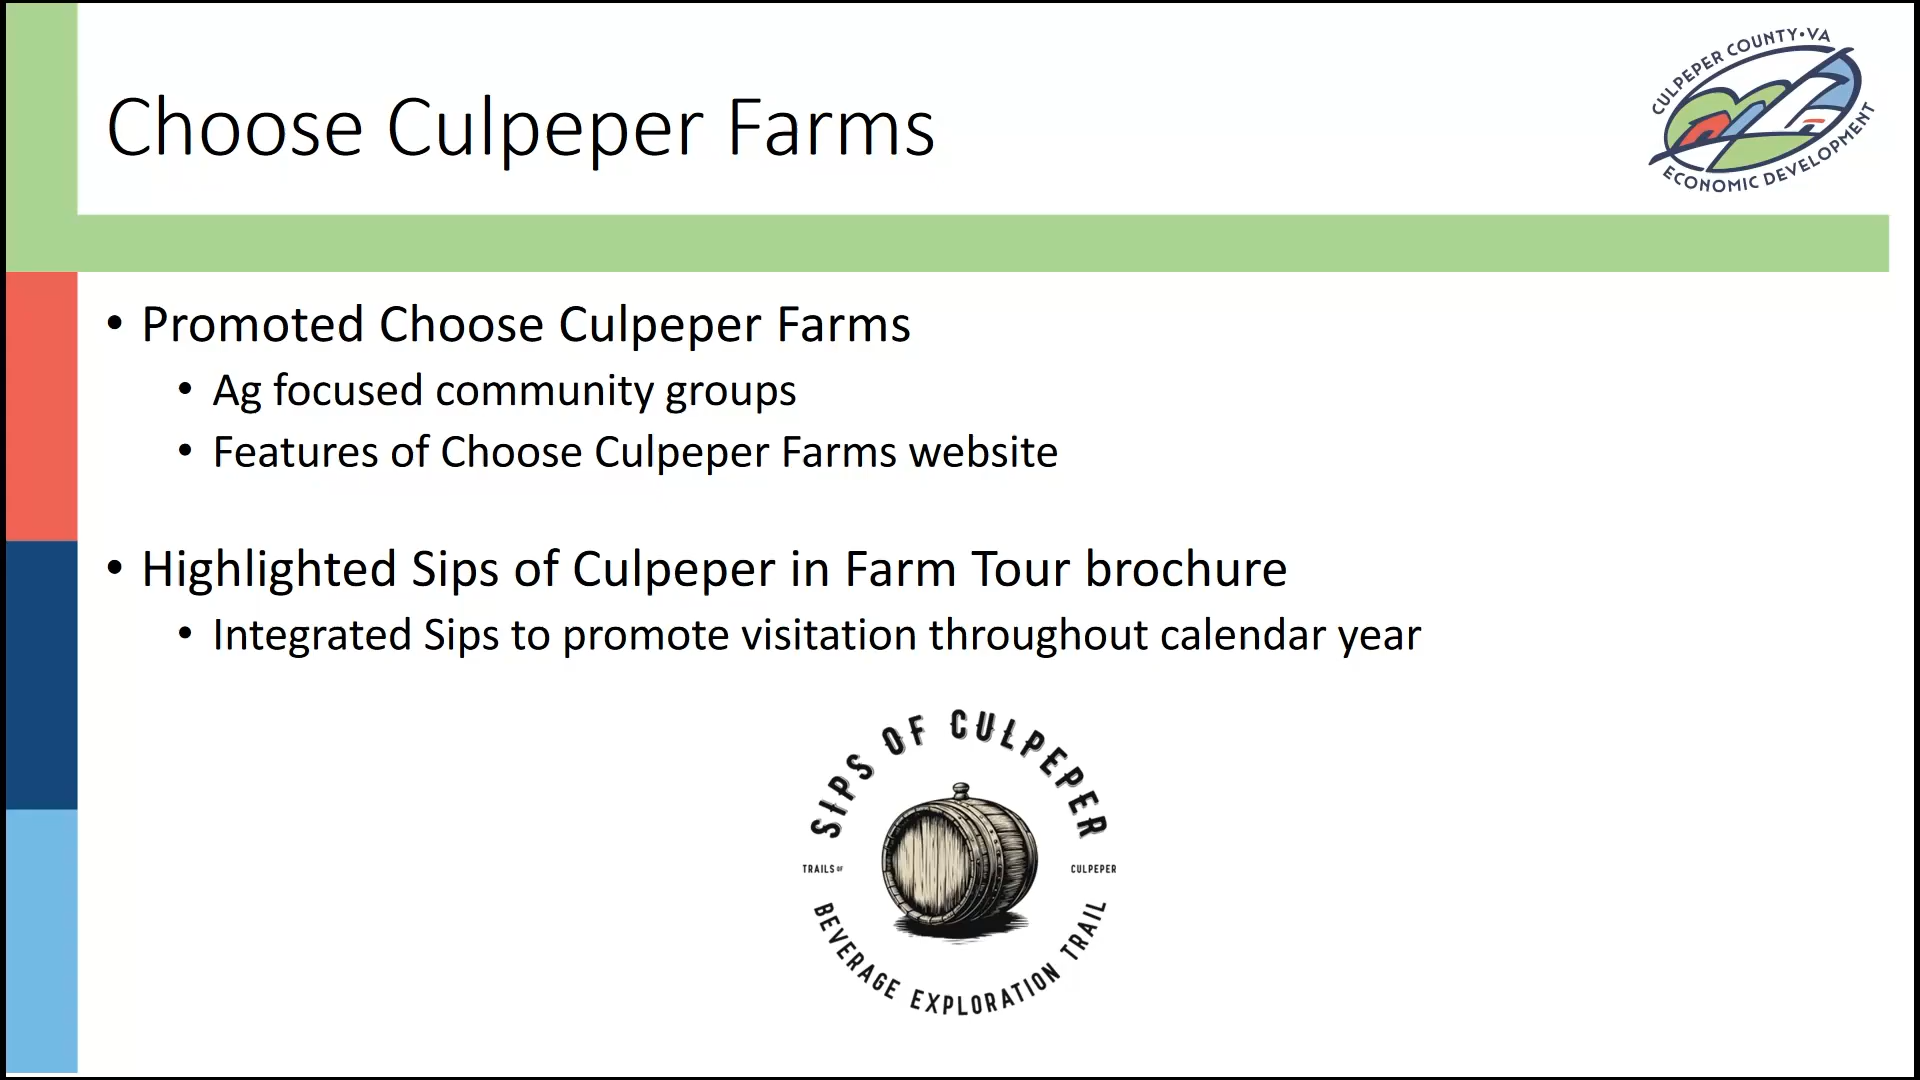 CULPEPER COUNTY•VA
ECONOMIC DEVELOPMENT
Choose Culpeper Farms
• Promoted Choose Culpeper Farms
• Ag focused community groups
• Features of Choose Culpeper Farms website
• Highlighted Sips of Culpeper in Farm Tour brochure
• Integrated Sips to promote visitation throughout calendar year
SIPS OF CULPEPER
TRAILS OF CULPEPER
BEVERAGE EXPLORATION TRAIL